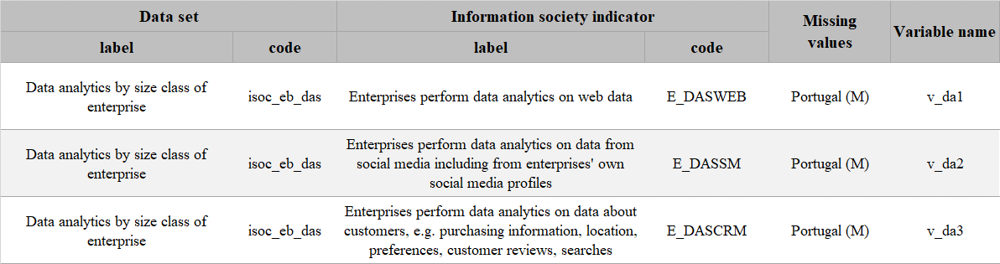 Data set
Information society indicator
Missing
values
Variable name
label
code
label
code
Data analytics by size class of
enterprise
isoc_eb_das
Enterprises perform data analytics on web data
E_DASWEB
Portugal (M)
v_da1
Data analytics by size class of
enterprise
isoc_eb_das
Enterprises perform data analytics on data from
social media including from enterprises' own
social media profiles
E_DASSM
Portugal (M)
v_da2
Data analytics by size class of
enterprise
isoc_eb_das
Enterprises perform data analytics on data about
customers, e.g. purchasing information, location,
preferences, customer reviews, searches
E_DASCRM
Portugal (M)
v_da3